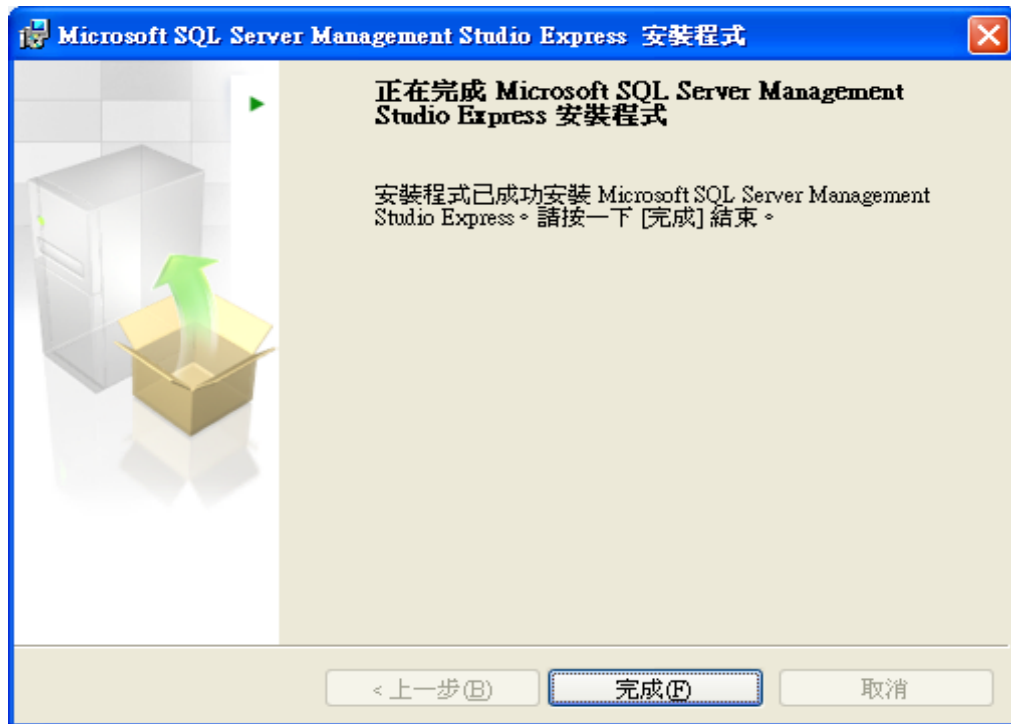 Microsoft SQL Server Management Studio Express 安裝程式
正在完成 Microsoft SQL Server Management
Studio Express 安裝程式
安裝程式已成功安裝 Microsoft SQL Server Management
Studio Express。請按一下 [完成] 結束。
<上一步(B)
完成(F)
取消